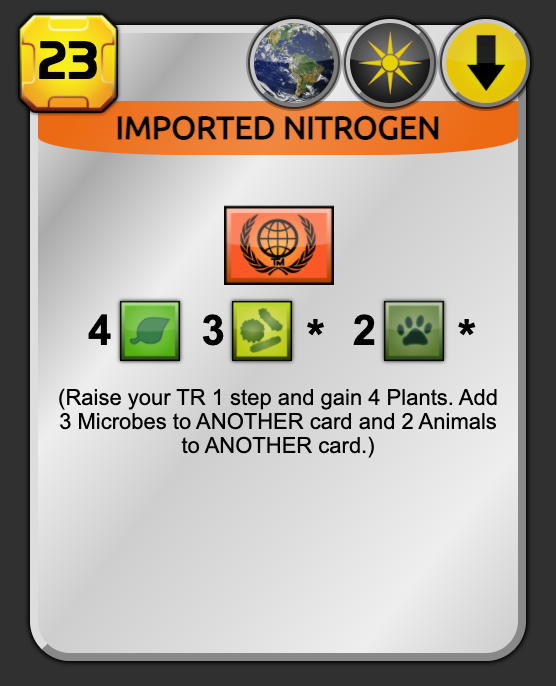 23
IMPORTED NITROGEN
TM
4 3 * 2 *
(Raise your TR 1 step and gain 4 Plants. Add
3 Microbes to ANOTHER card and 2 Animals
to ANOTHER card.)